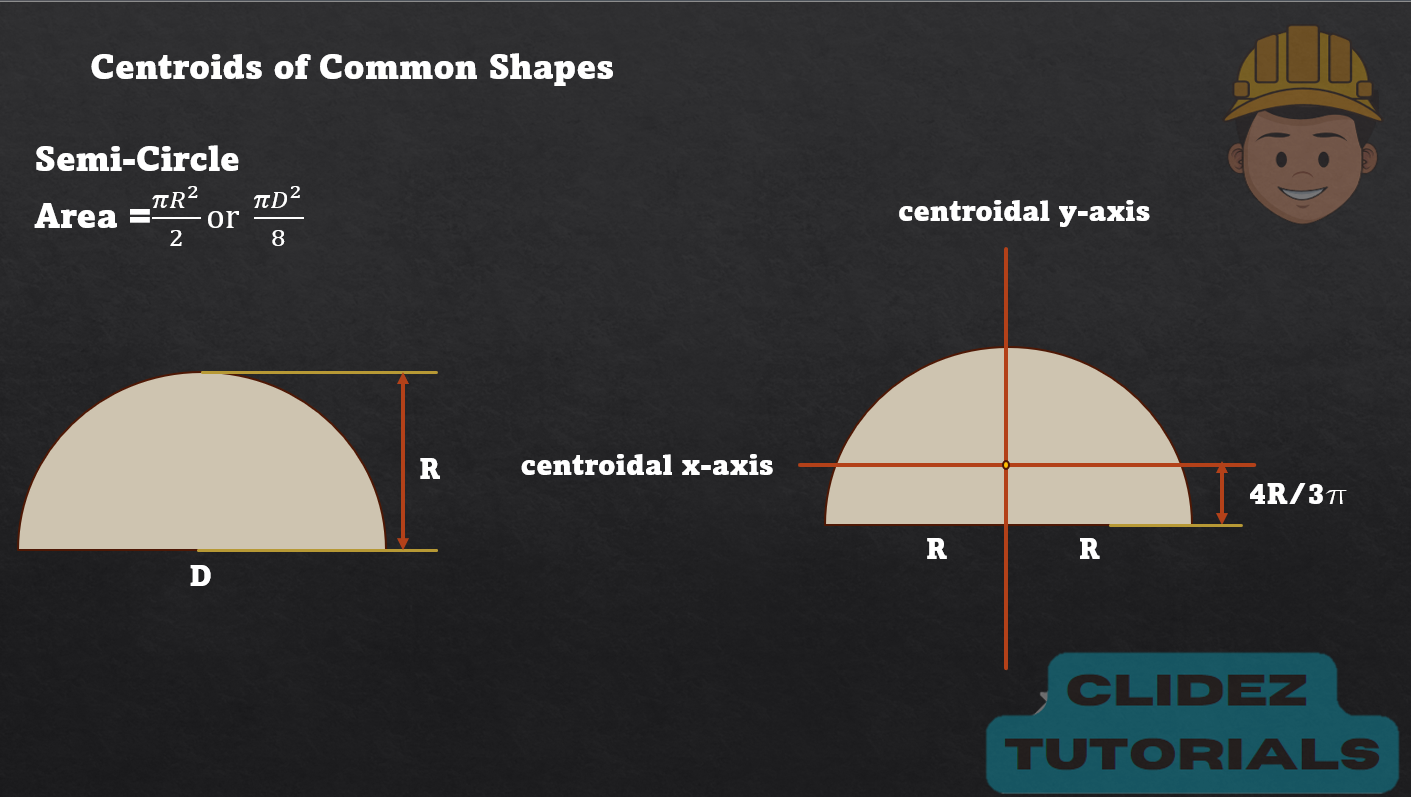 Centroids of Common Shapes
Semi-Circle
Area =πR²/2 or πD²/8
centroidal y-axis
R
centroidal x-axis
4R/3π
R R
D
CLIDEZ
TUTORIALS